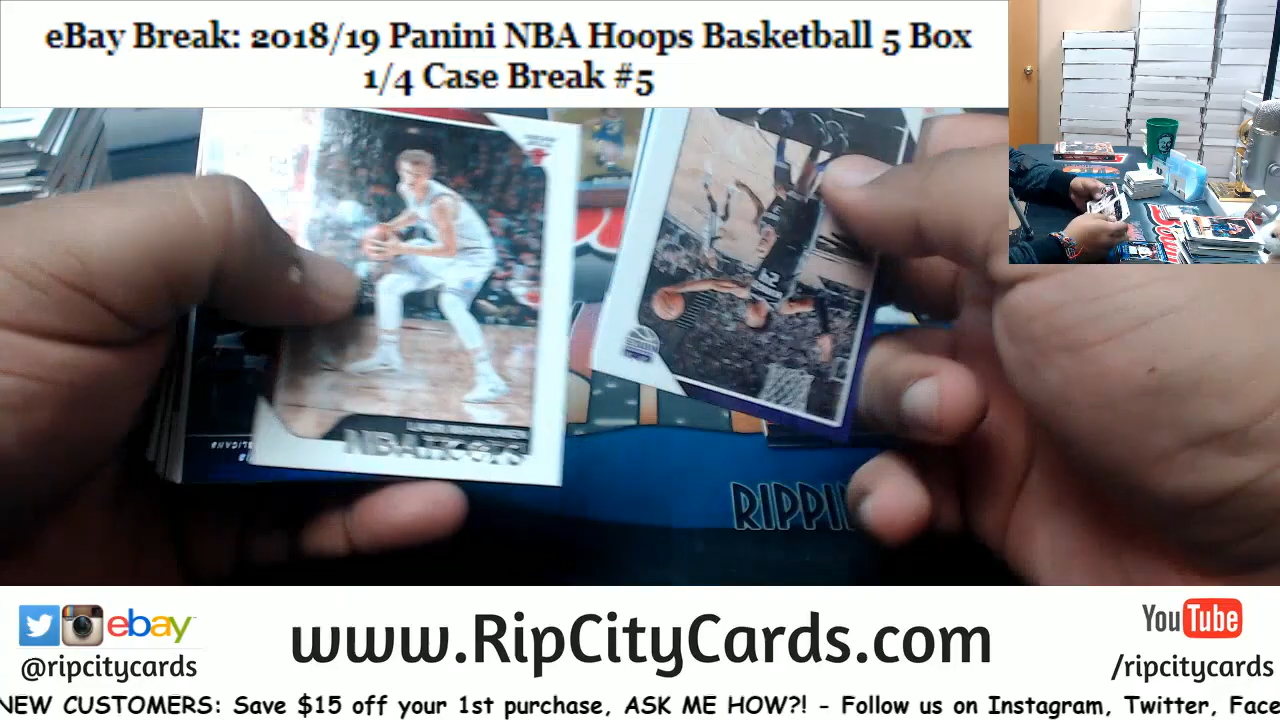 eBay Break: 2018/19 Panini NBA Hoops Basketball 5 Box
1/4 Case Break #5
NBA HOOPS
RIPPI
ebay
@ripcitycards
www.RipCityCards.com
YouTube
/ripcitycards
NEW CUSTOMERS: Save $15 off your 1st purchase, ASK ME HOW?! - Follow us on Instagram, Twitter, Face